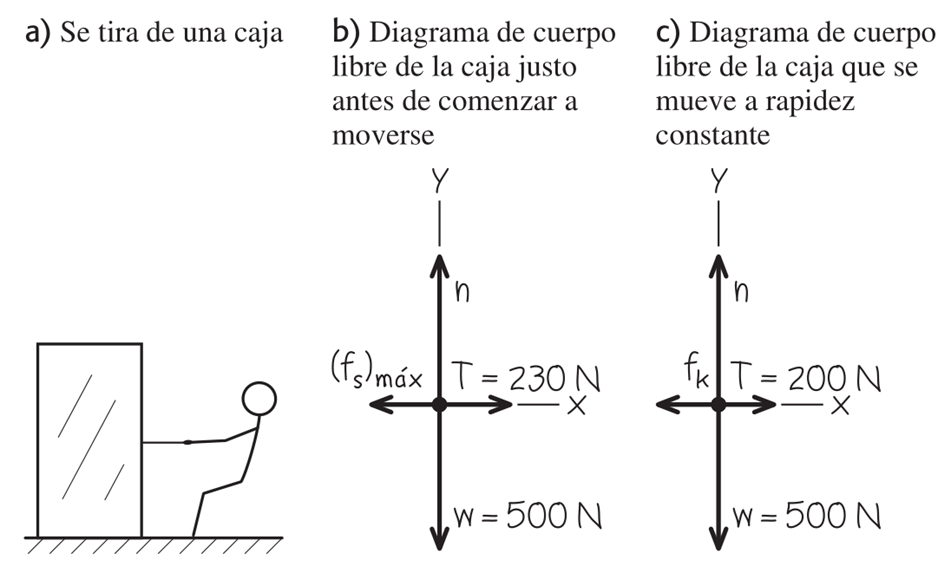 a) Se tira de una caja
b) Diagrama de cuerpo
libre de la caja justo
antes de comenzar a
moverse
y
n
(fs)máx
T = 230 N
x
w = 500 N
c) Diagrama de cuerpo
libre de la caja que se
mueve a rapidez
constante
y
n
fk
T = 200 N
x
w = 500 N